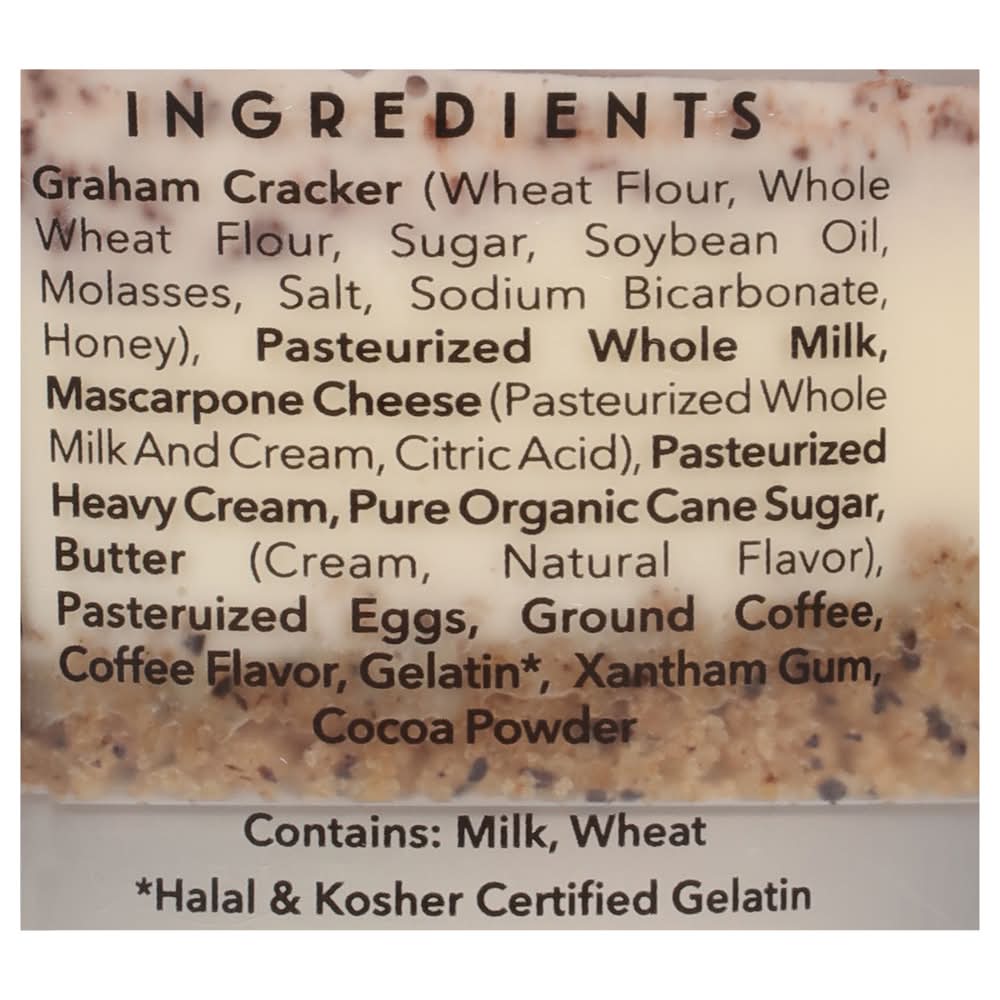 INGREDIENTS
Graham Cracker (Wheat Flour, Whole
Wheat Flour, Sugar, Soybean Oil,
Molasses, Salt, Sodium Bicarbonate,
Honey), Pasteurized Whole Milk,
Mascarpone Cheese (Pasteurized Whole
Milk And Cream, Citric Acid), Pasteurized
Heavy Cream, Pure Organic Cane Sugar,
Butter (Cream, Natural Flavor),
Pasteruized Eggs, Ground Coffee,
Coffee Flavor, Gelatin*, Xantham Gum,
Cocoa Powder
Contains: Milk, Wheat
*Halal & Kosher Certified Gelatin